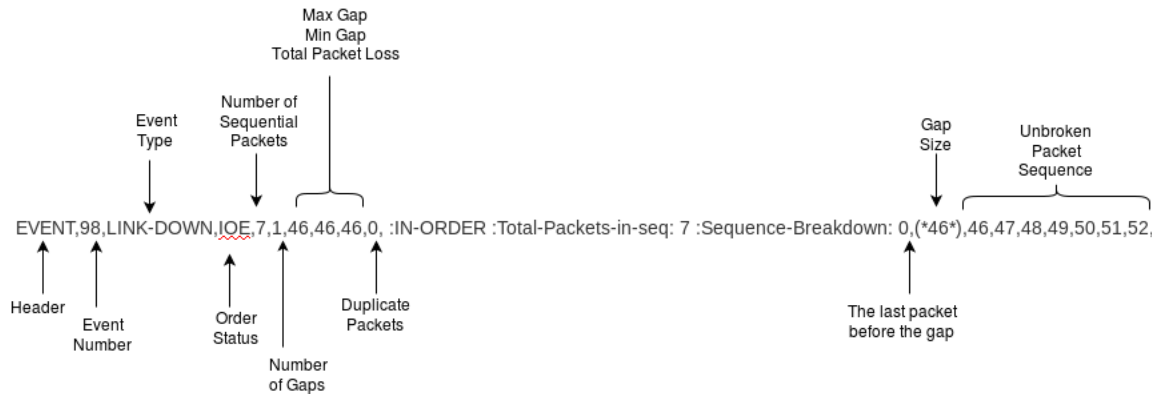 Max Gap
Min Gap
Total Packet Loss
Number of
Sequential
Packets
Event
Type
Gap
Size
Unbroken
Packet
Sequence
EVENT,98,LINK-DOWN,IOE,7,1,46,46,46,0, :IN-ORDER :Total-Packets-in-seq: 7 :Sequence-Breakdown: 0,(*46*),46,47,48,49,50,51,52,
Header
Event
Number
Order
Status
Number
of Gaps
Duplicate
Packets
The last packet
before the gap